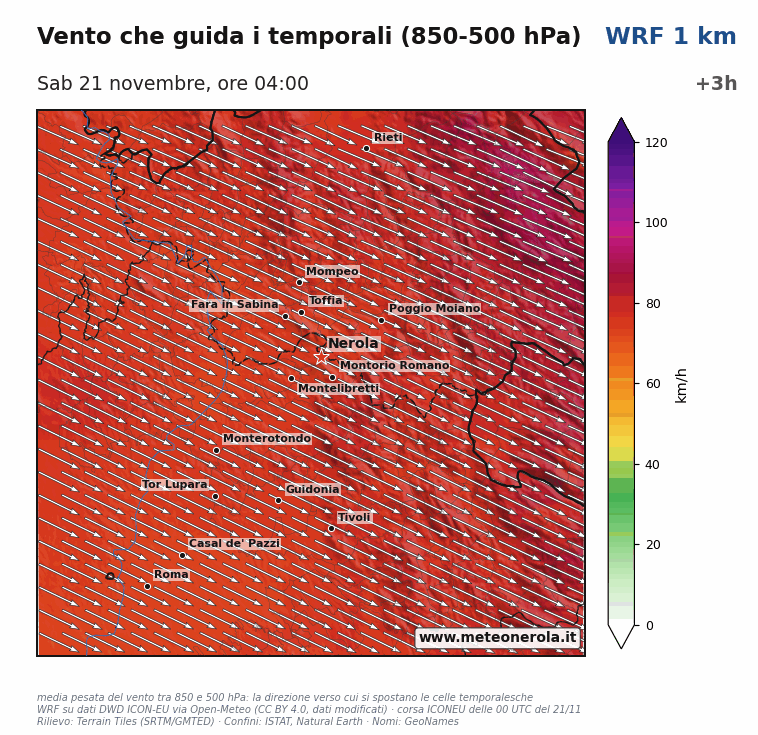 Vento che guida i temporali (850-500 hPa) WRF 1 km
Sab 21 novembre, ore 04:00 +3h
Rieti
Mompeo
Fara in Sabina
Toffia
Poggio Moiano
Nerola
Montorio Romano
Montelibretti
Monterotondo
Tor Lupara
Guidonia
Tivoli
Casal de' Pazzi
Roma
www.meteonerola.it
120
100
80
60
40
20
0
km/h
media pesata del vento tra 850 e 500 hPa: la direzione verso cui si spostano le celle temporalesche
WRF su dati DWD ICON-EU via Open-Meteo (CC BY 4.0, dati modificati) · corsa ICONEU delle 00 UTC del 21/11
Rilievo: Terrain Tiles (SRTM/GMTED) · Confini: ISTAT, Natural Earth · Nomi: GeoNames